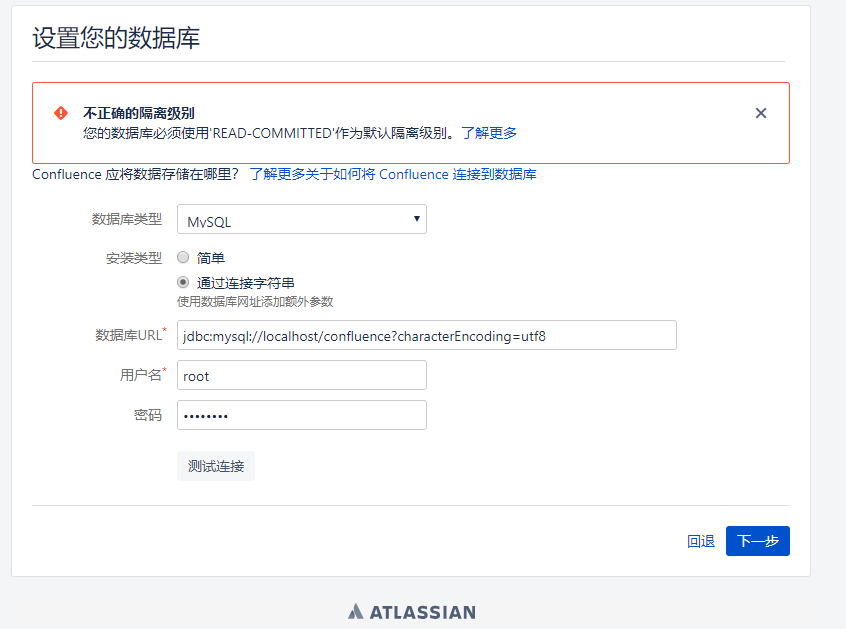 设置您的数据库
不正确的隔离级别
您的数据库必须使用'READ-COMMITTED'作为默认隔离级别。了解更多
Confluence 应将数据存储在哪里? 了解更多关于如何将 Confluence 连接到数据库
数据库类型 MySQL
安装类型 简单
通过连接字符串
使用数据库网址添加额外参数
数据库URL* jdbc:mysql://localhost/confluence?characterEncoding=utf8
用户名* root
密码 ••••••••
测试连接
回退 下一步
ATLASSIAN